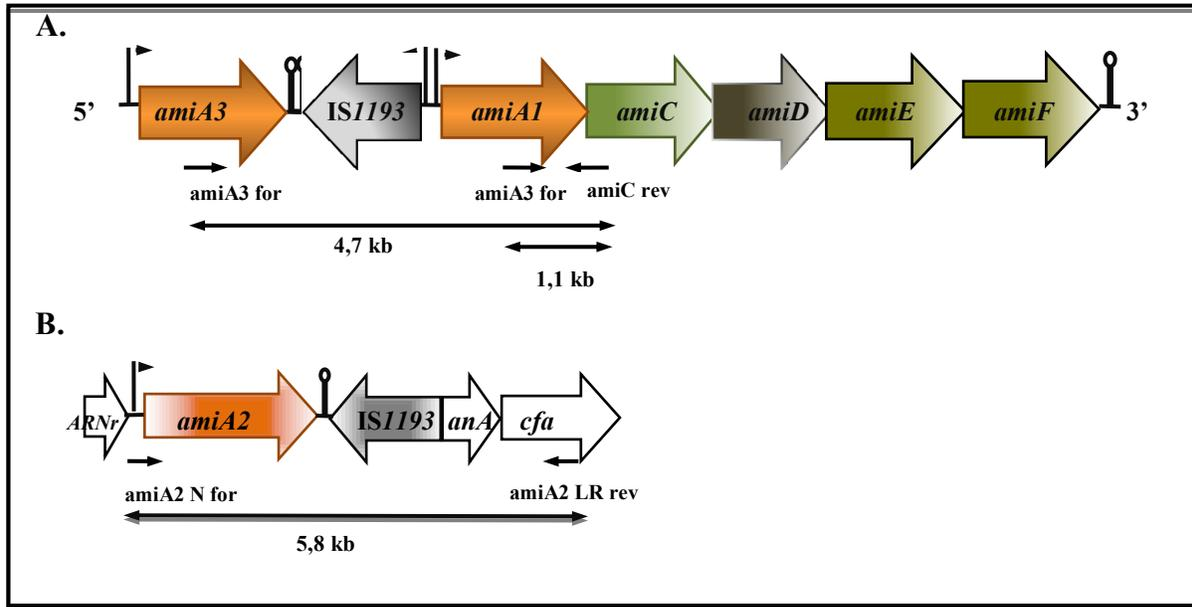 A.
5’ amiA3 IS1193 amiA1 amiC amiD amiE amiF 3’
amiA3 for amiA3 for amiC rev
4,7 kb
1,1 kb
B.
ARNr amiA2 IS1193 anA cfa
amiA2 N for amiA2 LR rev
5,8 kb